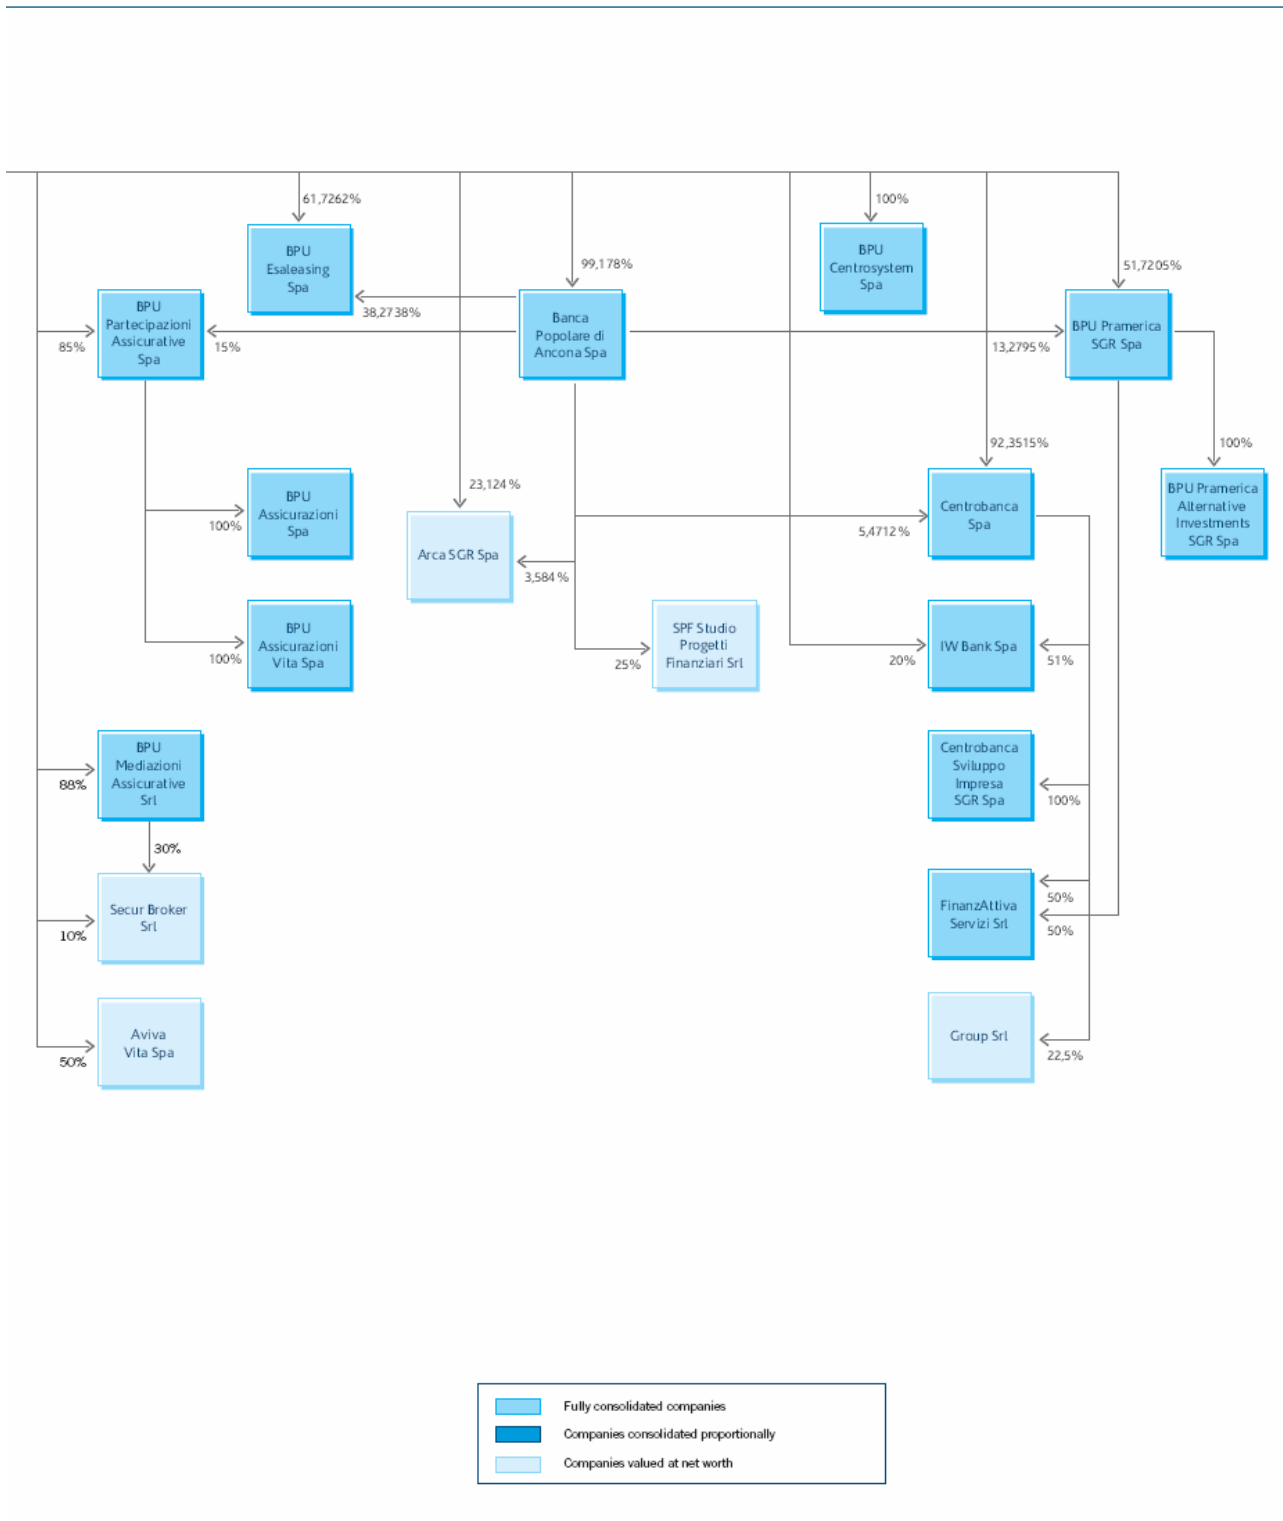 61,7262%
100%
BPU
Esaleasing
Spa
BPU
Centrosystem
Spa
99,178%
51,7205%
38,2738%
BPU
Partecipazioni
Assicurative
Spa
85%
15%
Banca
Popolare di
Ancona Spa
13,2795%
BPU Pramerica
SGR Spa
92,3515%
100%
23,124%
BPU
Assicurazioni
Spa
100%
Arca SGR Spa
3,584%
5,4712%
Centrobanca
Spa
BPU Pramerica
Alternative
Investments
SGR Spa
BPU
Assicurazioni
Vita Spa
100%
SPF Studio
Progetti
Finanziari Srl
25%
20%
IW Bank Spa
51%
BPU
Mediazioni
Assicurative
Srl
88%
Centrobanca
Sviluppo
Impresa
SGR Spa
100%
30%
Secur Broker
Srl
10%
FinanzAttiva
Servizi Srl
50%
50%
Aviva
Vita Spa
50%
Group Srl
22,5%
Fully consolidated companies
Companies consolidated proportionally
Companies valued at net worth